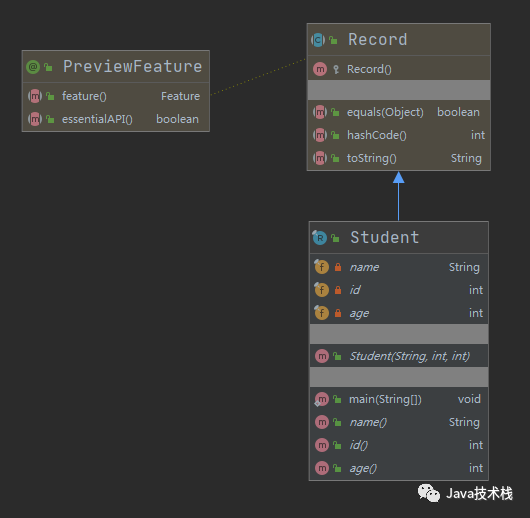 PreviewFeature
feature() Feature
essentialAPI() boolean
Record
Record()
equals(Object) boolean
hashCode() int
toString() String
Student
name String
id int
age int
Student(String, int, int)
main(String[]) void
name() String
id() int
age() int
Java技术栈